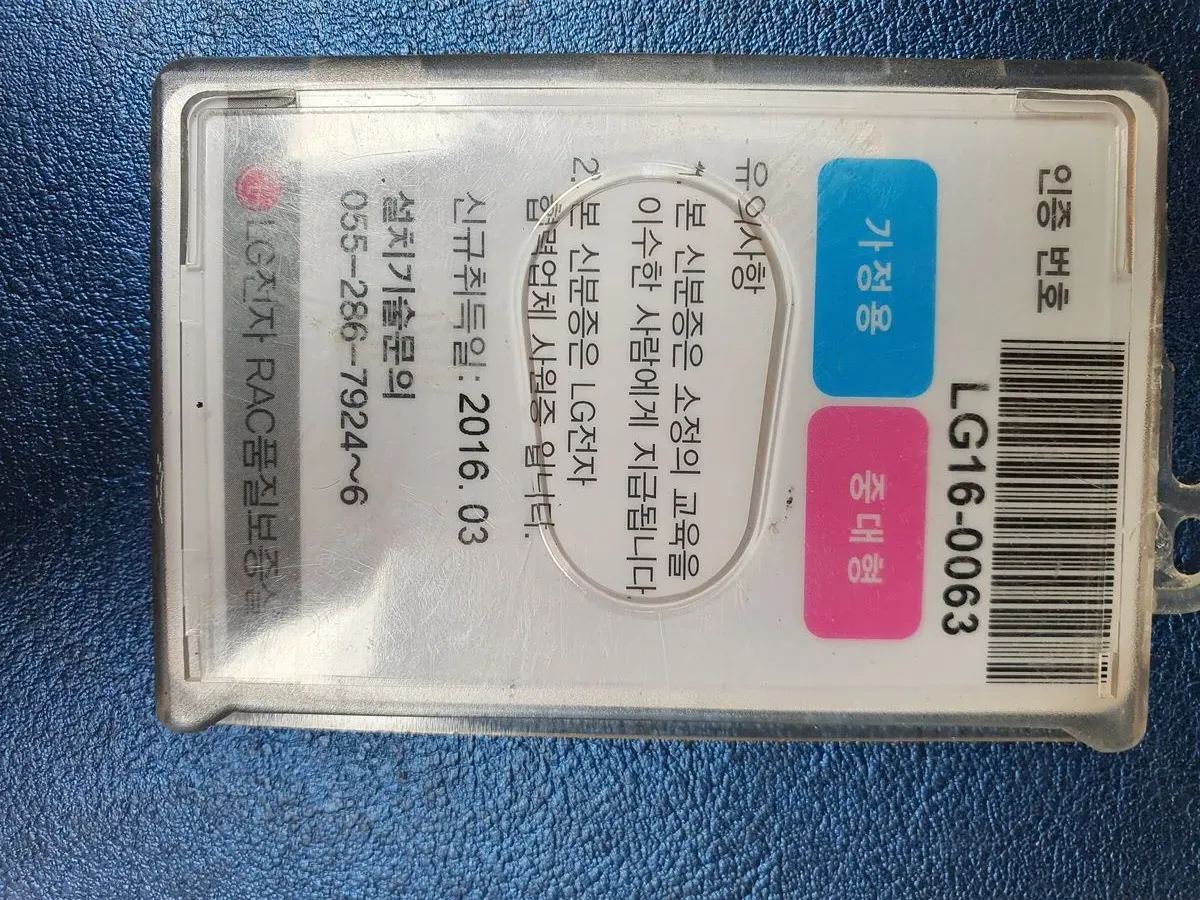 인증 번호
LG16-0063
가정용
중대형
유의사항
1. 본 신분증은 소정의 교육을
이수한 사람에게 지급됩니다.
2. 본 신분증은 LG전자
협력업체 사원증 입니다.
신규취득일: 2016. 03
설치기술문의
055-286-7924~6
LG전자 RAC품질보증